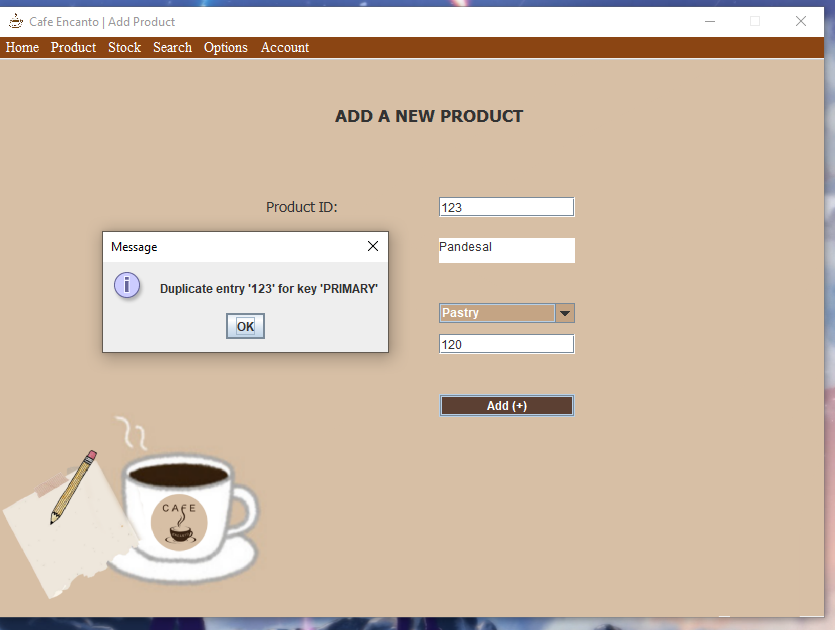 Cafe Encanto | Add Product
Home Product Stock Search Options Account
ADD A NEW PRODUCT
Product ID: 123
Message
Pandesal
Duplicate entry '123' for key 'PRIMARY'
OK
Pastry
120
Add (+)
CAFE